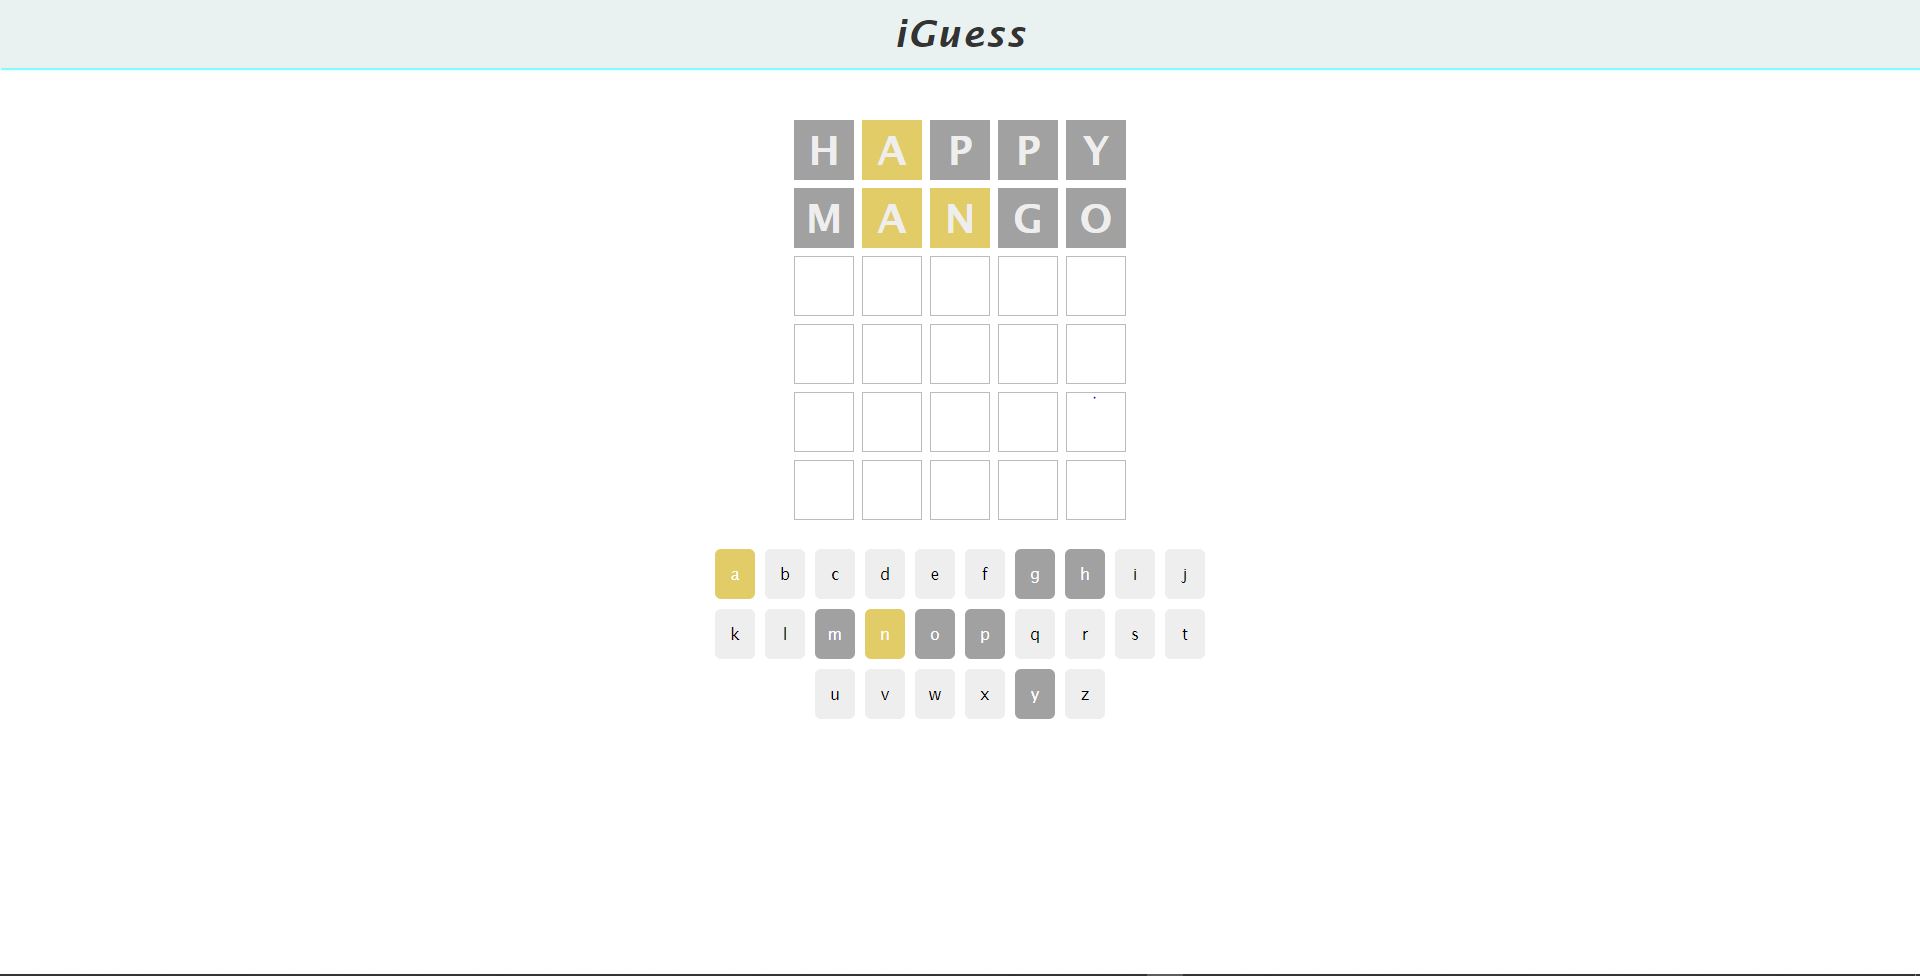 iGuess
H A P P Y
M A N G O
a b c d e f g h i j
k l m n o p q r s t
u v w x y z